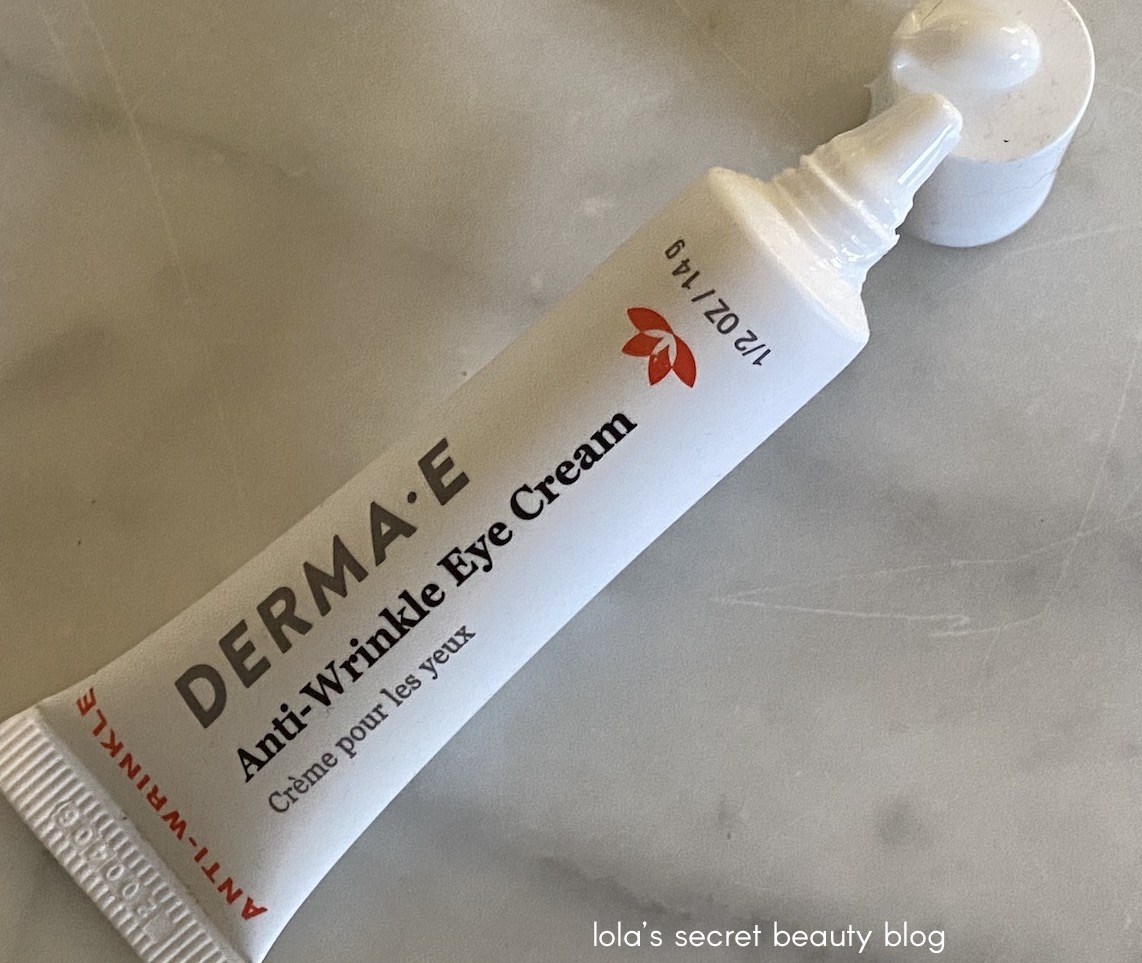 1/2 OZ / 14 g
DERMA·E
Anti-Wrinkle Eye Cream
Crème pour les yeux
ANTI-WRINKLE
lola's secret beauty blog